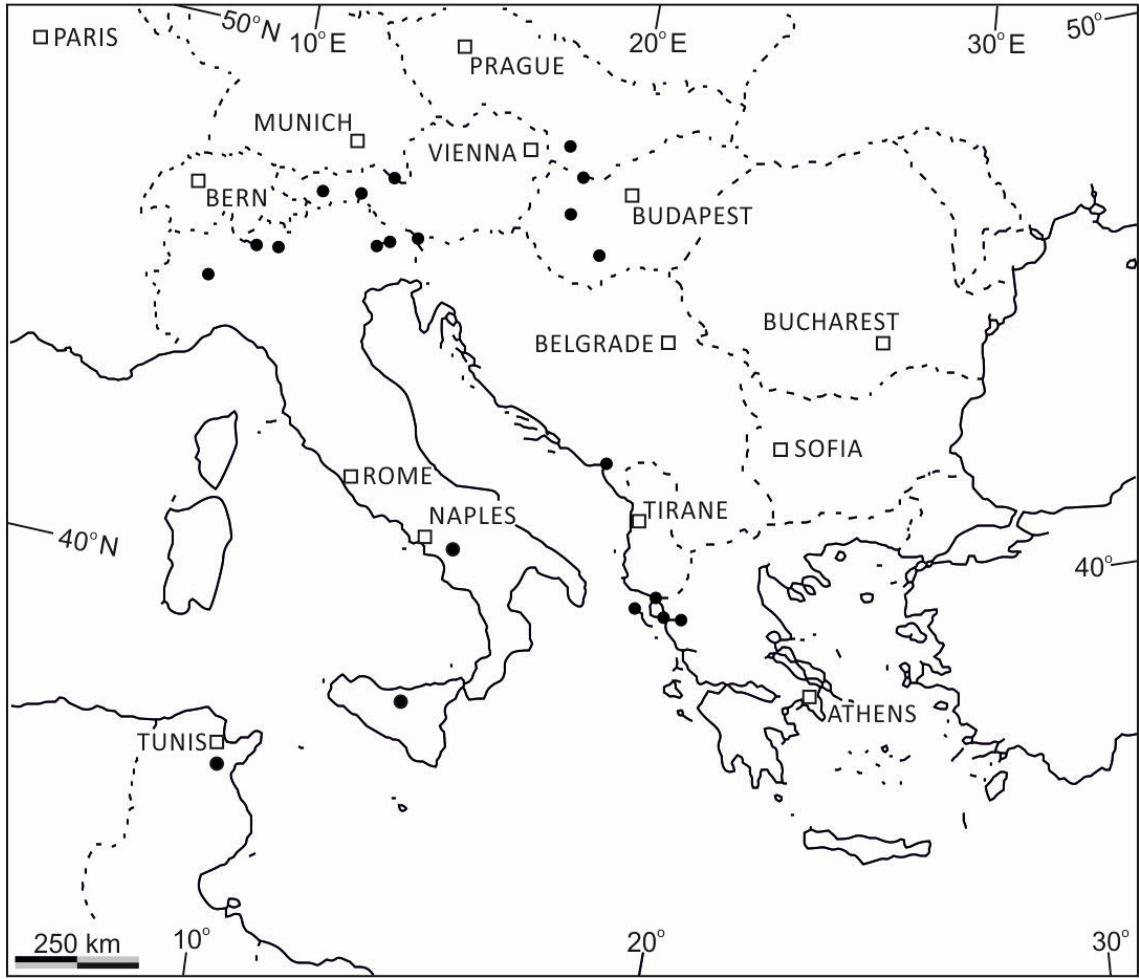 50°N
10°E
20°E
30°E
50°
PARIS
PRAGUE
MUNICH
VIENNA
BERN
BUDAPEST
BELGRADE
BUCHAREST
SOFIA
ROME
NAPLES
TIRANE
40°N
40°
ATHENS
TUNIS
250 km
10°
20°
30°